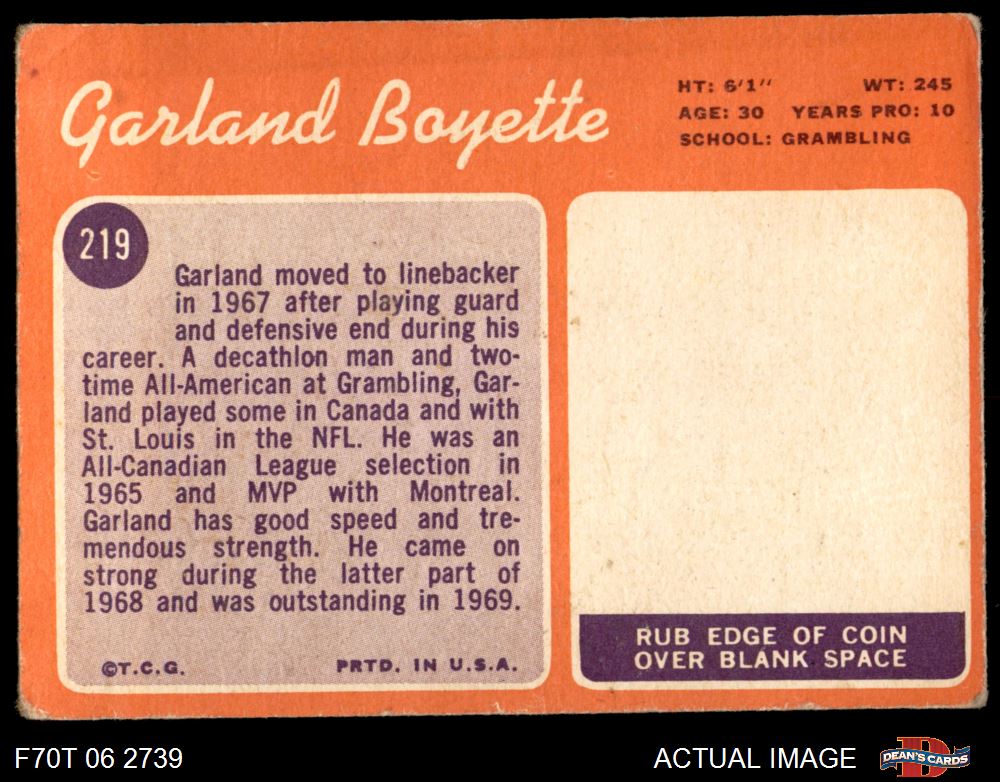 Garland Boyette
HT: 6'1" WT: 245
AGE: 30 YEARS PRO: 10
SCHOOL: GRAMBLING
219
Garland moved to linebacker
in 1967 after playing guard
and defensive end during his
career. A decathlon man and two-
time All-American at Grambling, Gar-
land played some in Canada and with
St. Louis in the NFL. He was an
All-Canadian League selection in
1965 and MVP with Montreal.
Garland has good speed and tre-
mendous strength. He came on
strong during the latter part of
1968 and was outstanding in 1969.
©T.C.G. PRTD. IN U.S.A.
RUB EDGE OF COIN
OVER BLANK SPACE
F70T 06 2739 ACTUAL IMAGE
D
DEAN'S CARDS